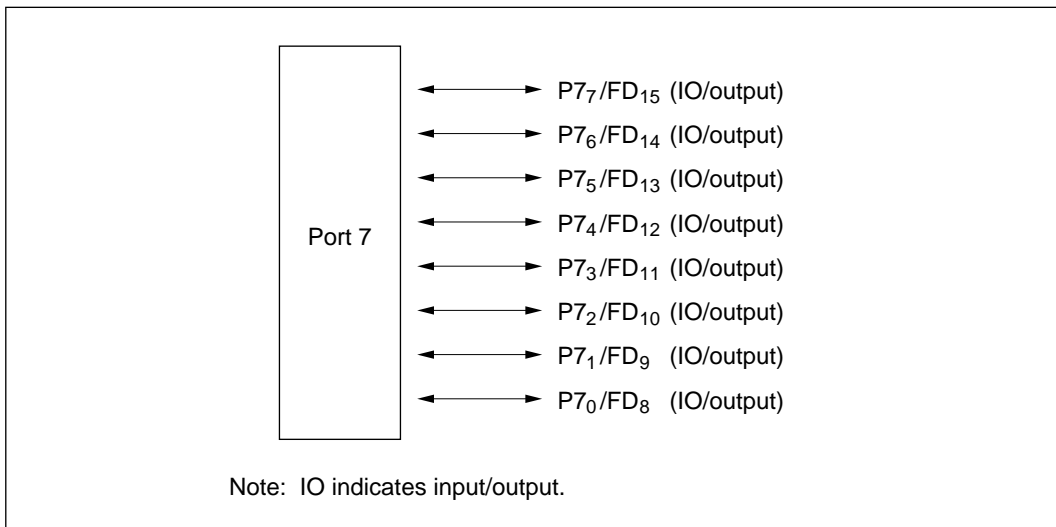 Port 7
P7₇/FD₁₅ (IO/output)
P7₆/FD₁₄ (IO/output)
P7₅/FD₁₃ (IO/output)
P7₄/FD₁₂ (IO/output)
P7₃/FD₁₁ (IO/output)
P7₂/FD₁₀ (IO/output)
P7₁/FD₉ (IO/output)
P7₀/FD₈ (IO/output)
Note: IO indicates input/output.